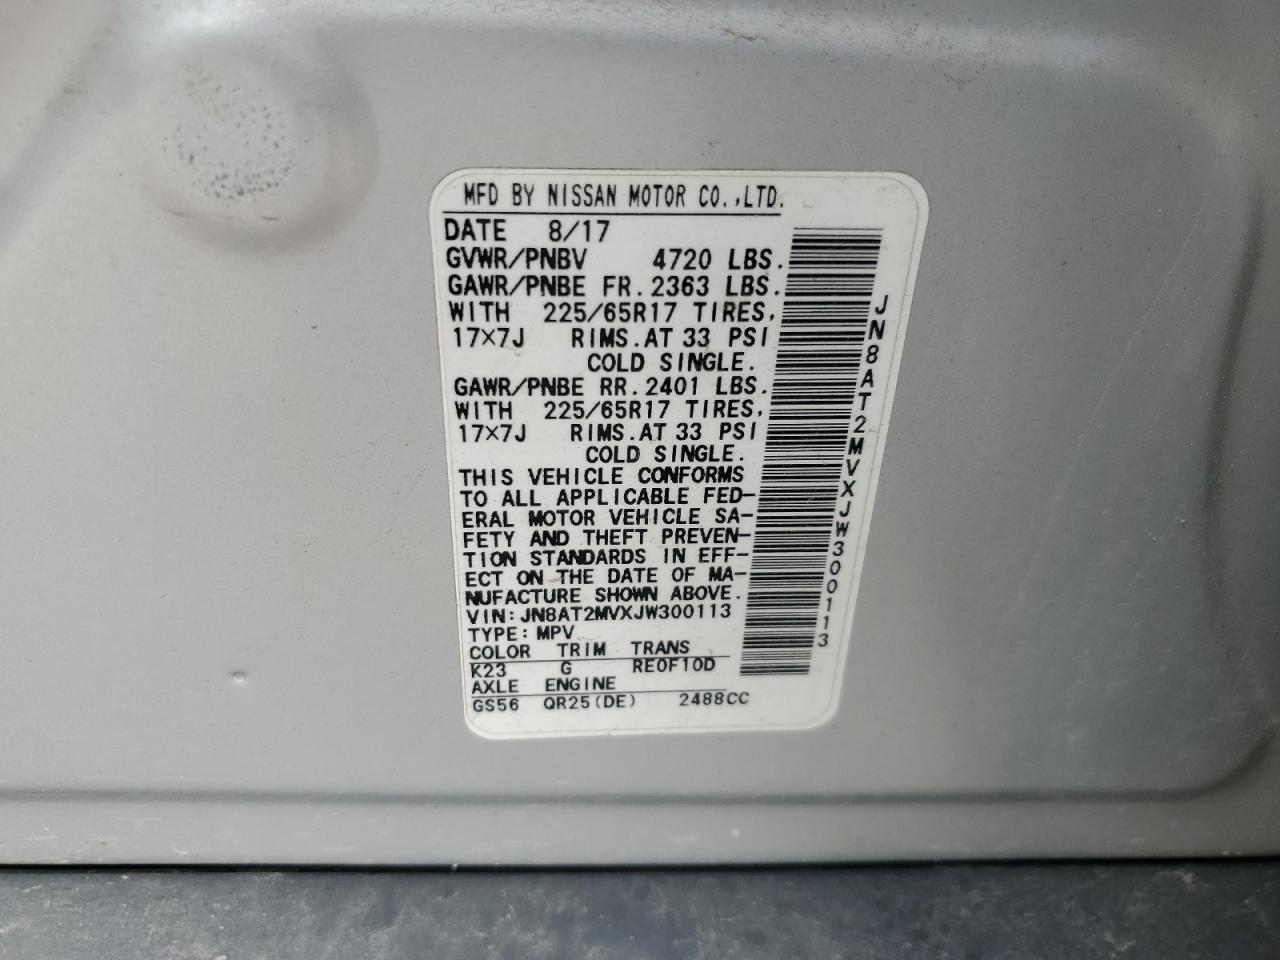 MFD BY NISSAN MOTOR CO.,LTD.
DATE 8/17
GVWR/PNBV 4720 LBS.
GAWR/PNBE FR. 2363 LBS.
WITH 225/65R17 TIRES,
17×7J RIMS. AT 33 PSI
COLD SINGLE.
GAWR/PNBE RR. 2401 LBS.
WITH 225/65R17 TIRES,
17×7J RIMS. AT 33 PSI
COLD SINGLE.
THIS VEHICLE CONFORMS
TO ALL APPLICABLE FED-
ERAL MOTOR VEHICLE SA-
FETY AND THEFT PREVEN-
TION STANDARDS IN EFF-
ECT ON THE DATE OF MA-
NUFACTURE SHOWN ABOVE.
VIN: JN8AT2MVXJW300113
TYPE: MPV
COLOR TRIM TRANS
K23 G RE0F10D
AXLE ENGINE
GS56 QR25(DE) 2488CC
JN8AT2MVXJW300113